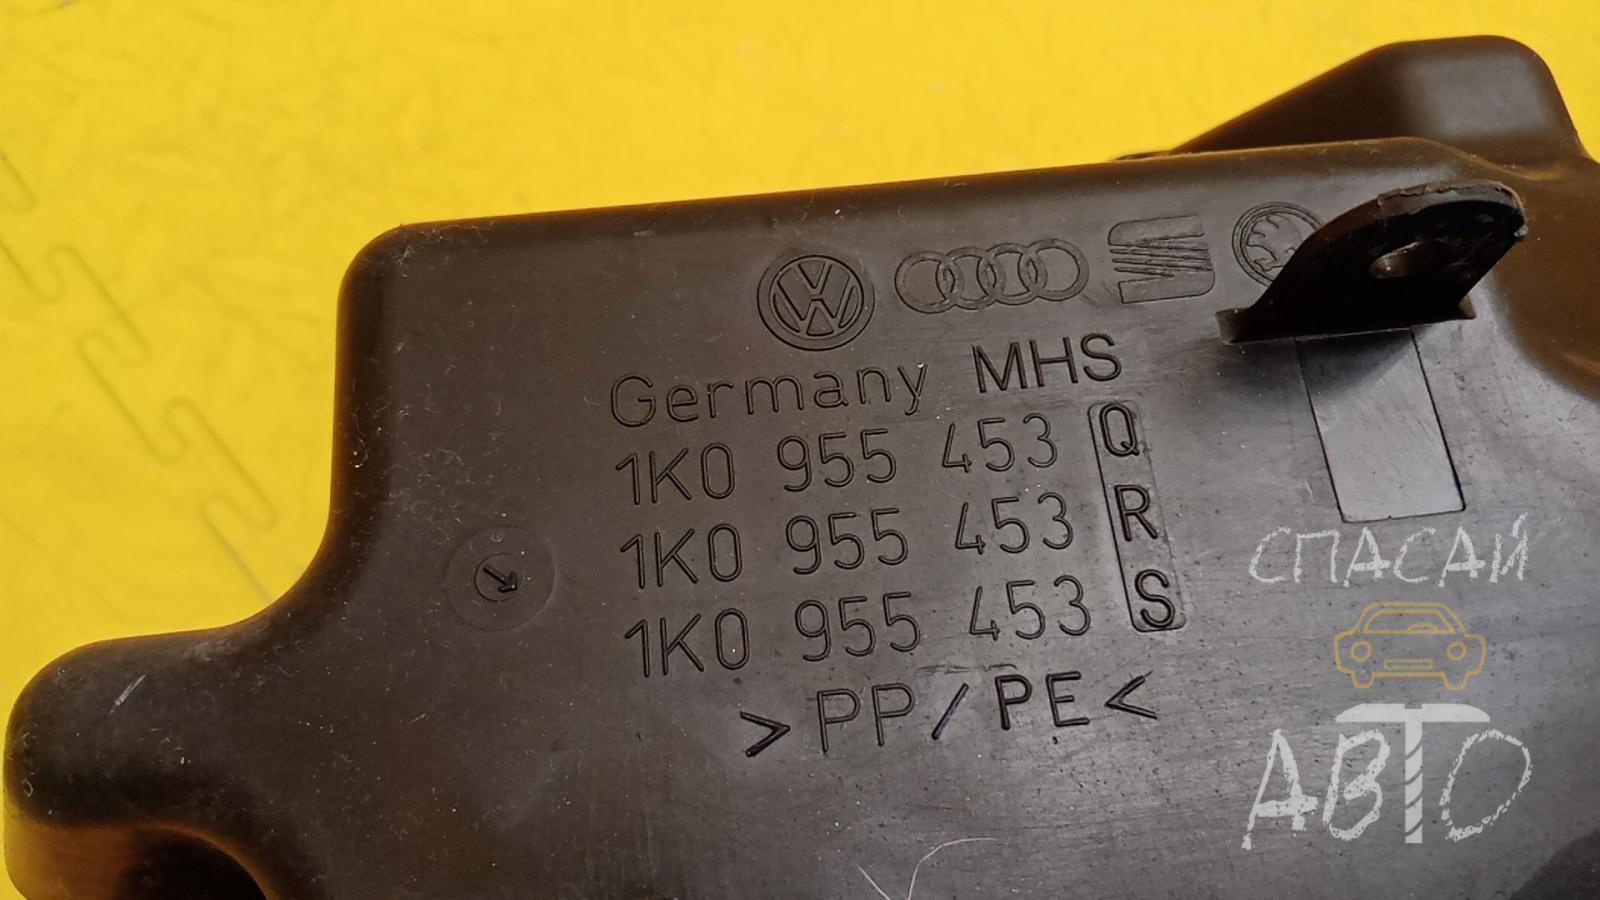 Germany MHS
1K0 955 453 Q
1K0 955 453 R
1K0 955 453 S
>PP/PE<
СПАСАЙ
АВТО